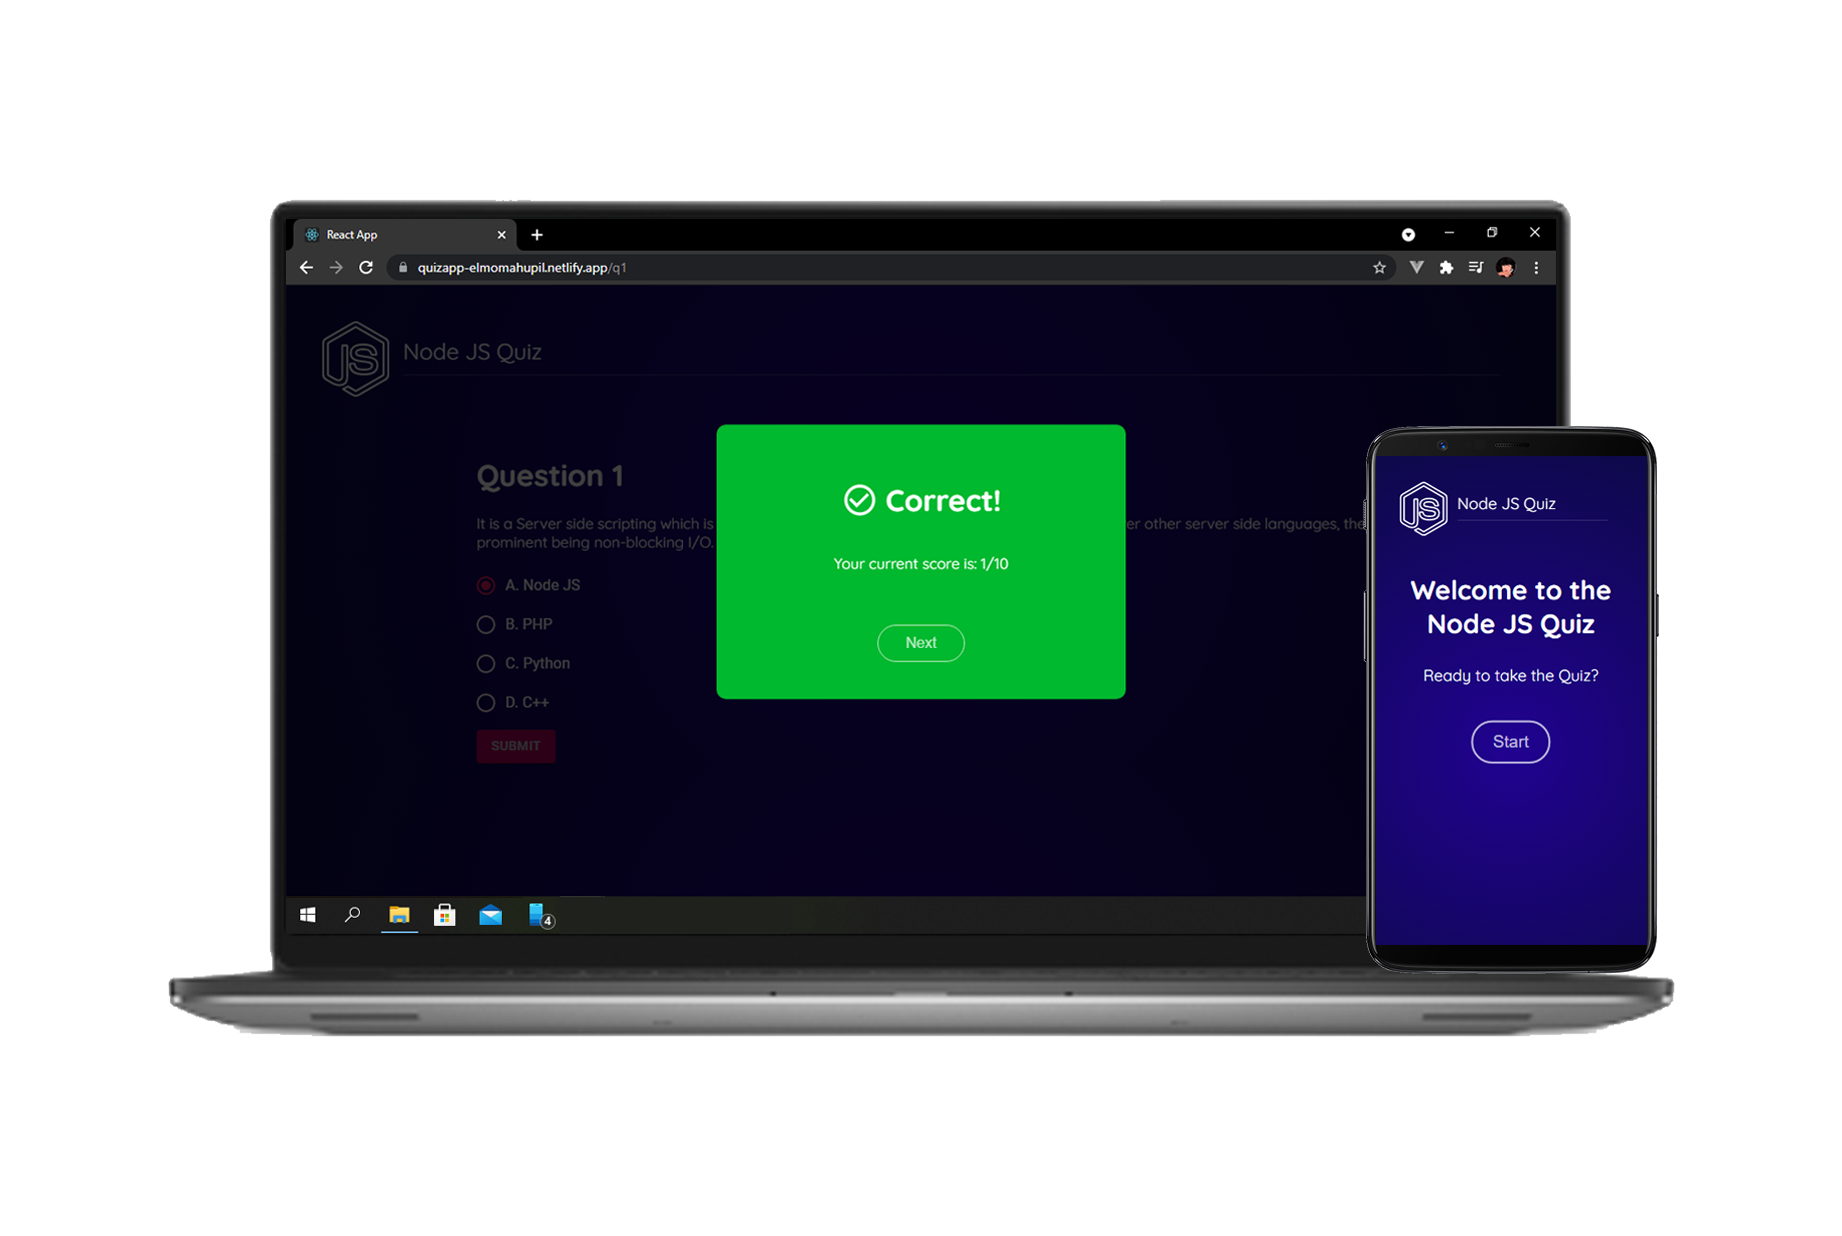 React App
quizapp-elmomahupil.netlify.app/q1
JS
Node JS Quiz
Question 1
It is a Server side scripting which is
er other server side languages, the
prominent being non-blocking I/O.
A. Node JS
B. PHP
C. Python
D. C++
SUBMIT
Correct!
Your current score is: 1/10
Next
4
JS
Node JS Quiz
Welcome to the
Node JS Quiz
Ready to take the Quiz?
Start